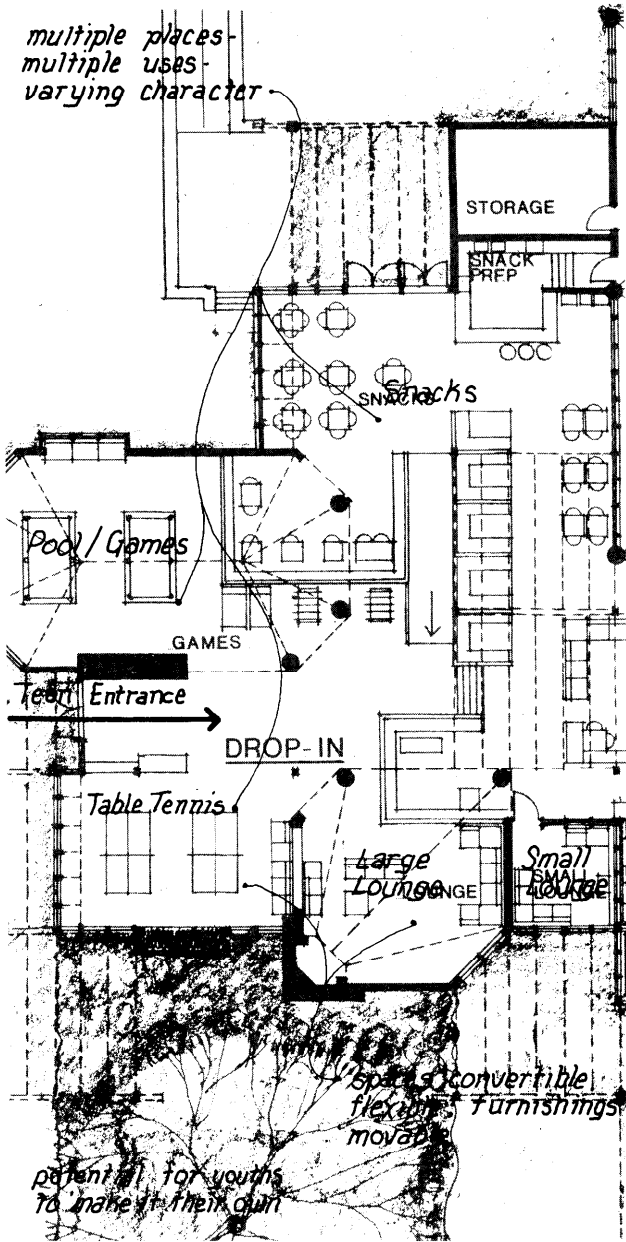 multiple places-
multiple uses-
varying character
STORAGE
SNACK
PREP
SNACKS
Snacks
Pool/Games
GAMES
Teen Entrance
DROP-IN
Table Tennis
Large
Lounge
LOUNGE
Small
Lounge
SMALL
LOUNGE
spaces convertible
furnishings
potential for youths
to make it their own